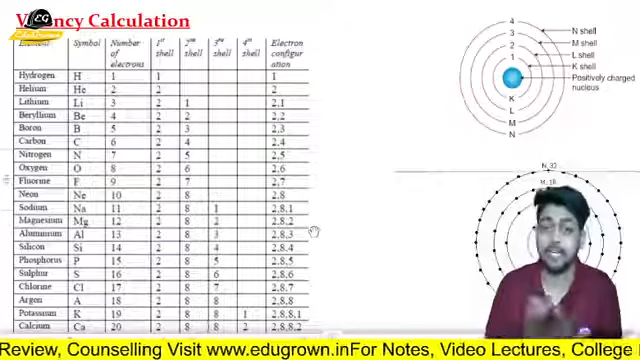 Valency Calculation
EG
Edugrown
Element Symbol Number of electrons 1st shell 2nd shell 3rd shell 4th shell Electron configur ation
Hydrogen H 1 1 1
Helium He 2 2 2
Lithium Li 3 2 1 2,1
Beryllium Be 4 2 2 2,2
Boron B 5 2 3 2,3
Carbon C 6 2 4 2,4
Nitrogen N 7 2 5 2,5
Oxygen O 8 2 6 2,6
Fluorine F 9 2 7 2,7
Neon Ne 10 2 8 2,8
Sodium Na 11 2 8 1 2,8,1
Magnesium Mg 12 2 8 2 2,8,2
Aluminium Al 13 2 8 3 2,8,3
Silicon Si 14 2 8 4 2,8,4
Phosphorus P 15 2 8 5 2,8,5
Sulphur S 16 2 8 6 2,8,6
Chlorine Cl 17 2 8 7 2,8,7
Argon A 18 2 8 8 2,8,8
Potassium K 19 2 8 8 1 2,8,8,1
Calcium Ca 20 2 8 8 2 2,8,8,2
4
3
2
1
N shell
M shell
L shell
K shell
Positively charged
nucleus
K
L
M
N
N, 32
M, 18
Review, Counselling Visit www.edugrown.inFor Notes, Video Lectures, College